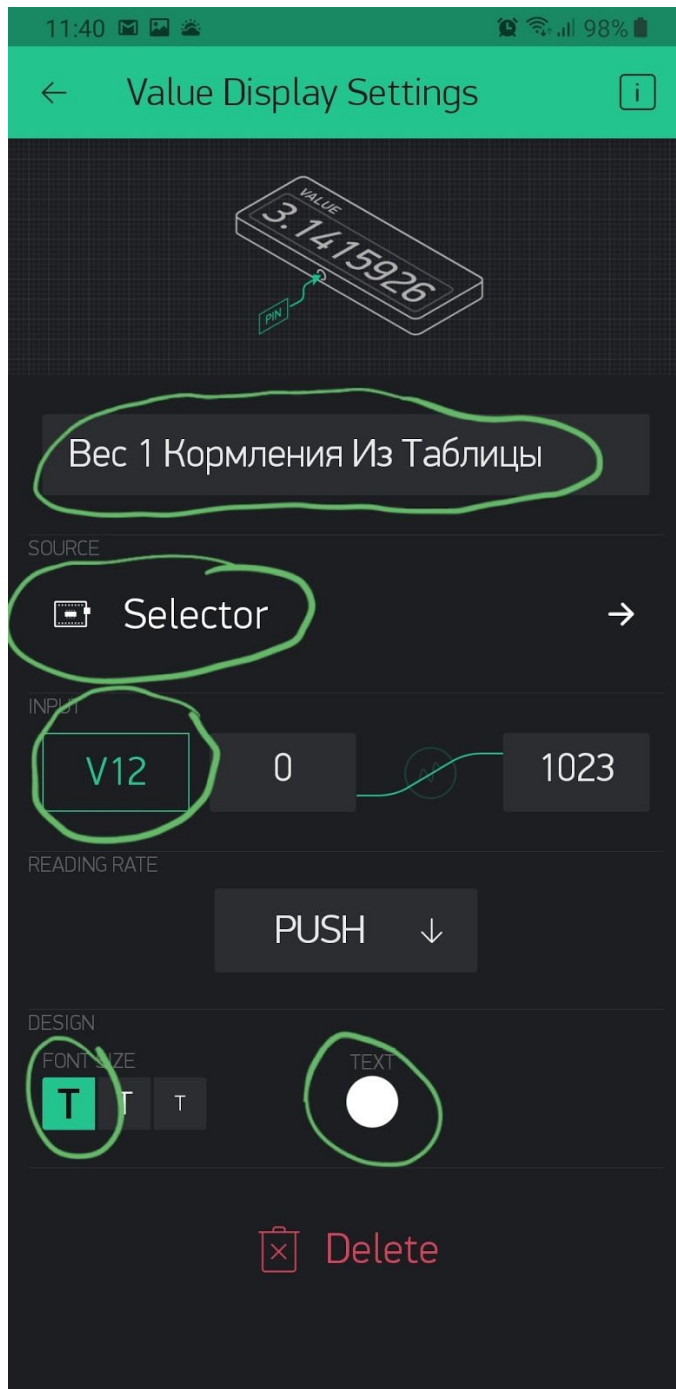 11:40 98%
Value Display Settings
i
VALUE
3.1415926
PIN
Вес 1 Кормления Из Таблицы
SOURCE
Selector
INPUT
V12 0 1023
READING RATE
PUSH
DESIGN
FONT SIZE TEXT
T T T
Delete